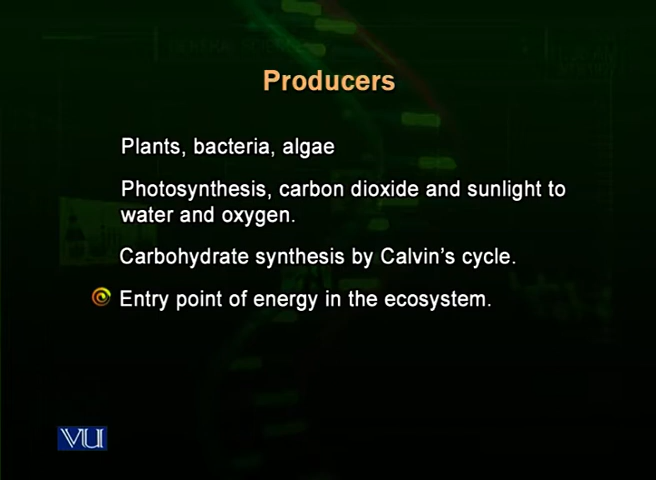 Producers
Plants, bacteria, algae
Photosynthesis, carbon dioxide and sunlight to
water and oxygen.
Carbohydrate synthesis by Calvin's cycle.
Entry point of energy in the ecosystem.
VU